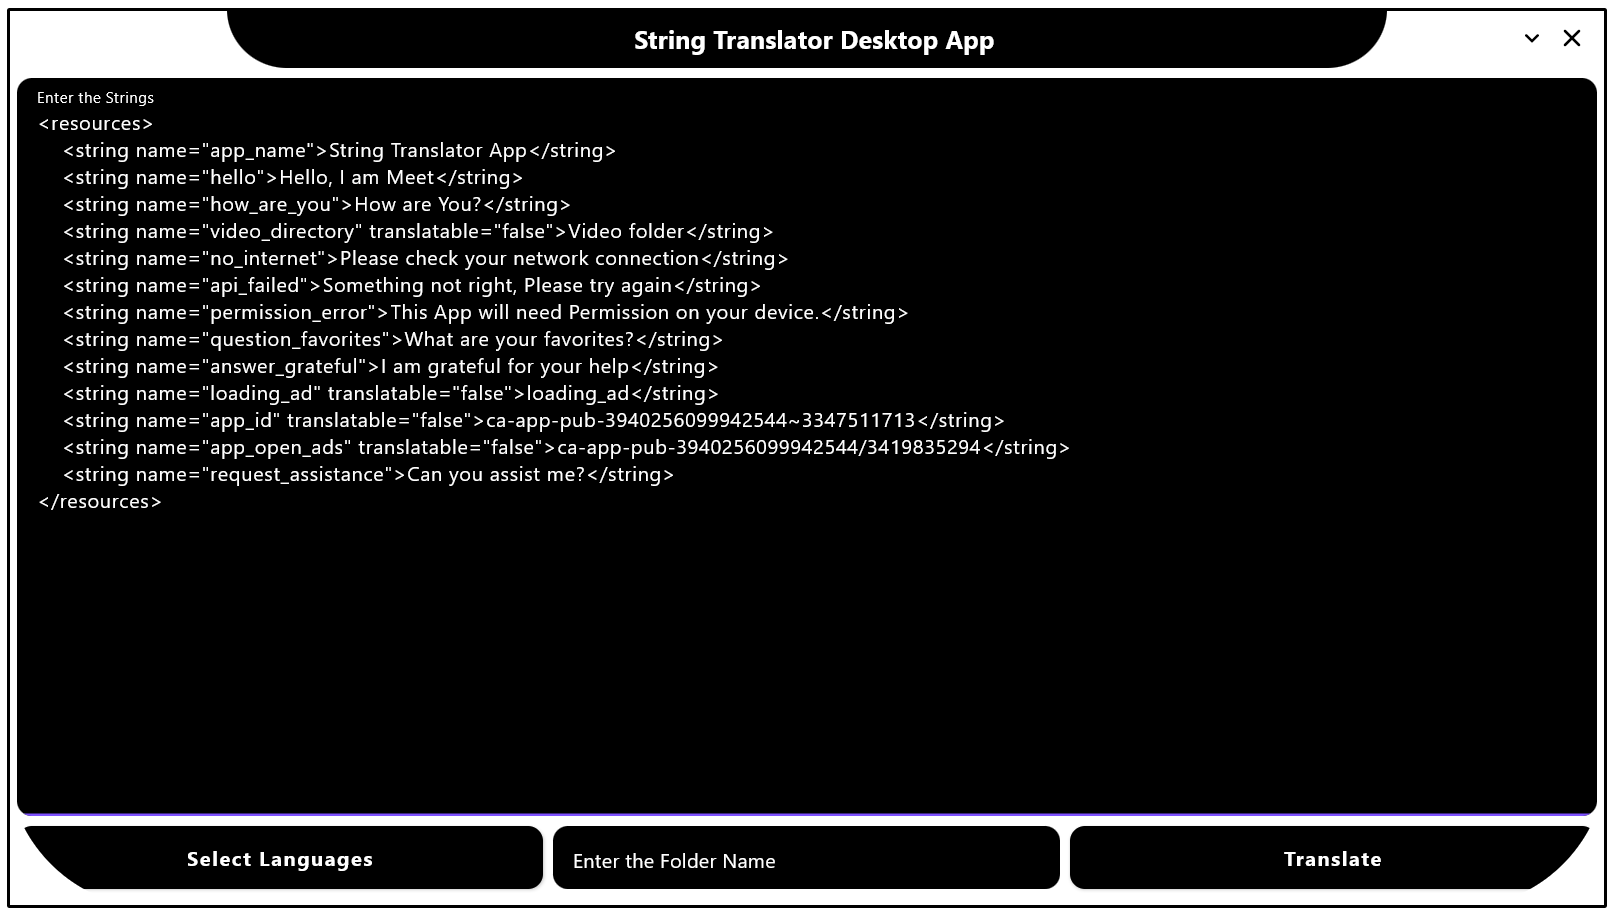 String Translator Desktop App
Enter the Strings
<resources>
<string name="app_name">String Translator App</string>
<string name="hello">Hello, I am Meet</string>
<string name="how_are_you">How are You?</string>
<string name="video_directory" translatable="false">Video folder</string>
<string name="no_internet">Please check your network connection</string>
<string name="api_failed">Something not right, Please try again</string>
<string name="permission_error">This App will need Permission on your device.</string>
<string name="question_favorites">What are your favorites?</string>
<string name="answer_grateful">I am grateful for your help</string>
<string name="loading_ad" translatable="false">loading_ad</string>
<string name="app_id" translatable="false">ca-app-pub-3940256099942544~3347511713</string>
<string name="app_open_ads" translatable="false">ca-app-pub-3940256099942544/3419835294</string>
<string name="request_assistance">Can you assist me?</string>
</resources>
Select Languages
Enter the Folder Name
Translate